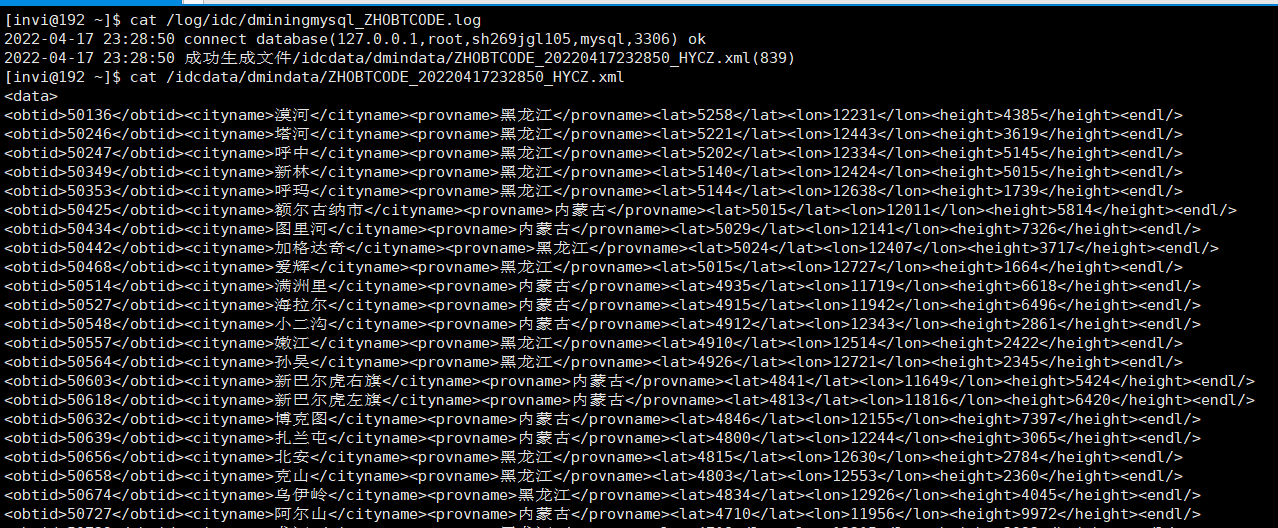 [invi@192 ~]$ cat /log/idc/dminingmysql_ZHOBTCODE.log
2022-04-17 23:28:50 connect database(127.0.0.1,root,sh269jgl105,mysql,3306) ok
2022-04-17 23:28:50 成功生成文件/idcdata/dmindata/ZHOBTCODE_20220417232850_HYCZ.xml(839)
[invi@192 ~]$ cat /idcdata/dmindata/ZHOBTCODE_20220417232850_HYCZ.xml
<data>
<obtid>50136</obtid><cityname>漠河</cityname><provname>黑龙江</provname><lat>5258</lat><lon>12231</lon><height>4385</height><endl/>
<obtid>50246</obtid><cityname>塔河</cityname><provname>黑龙江</provname><lat>5221</lat><lon>12443</lon><height>3619</height><endl/>
<obtid>50247</obtid><cityname>呼中</cityname><provname>黑龙江</provname><lat>5202</lat><lon>12334</lon><height>5145</height><endl/>
<obtid>50349</obtid><cityname>新林</cityname><provname>黑龙江</provname><lat>5140</lat><lon>12424</lon><height>5015</height><endl/>
<obtid>50353</obtid><cityname>呼玛</cityname><provname>黑龙江</provname><lat>5144</lat><lon>12638</lon><height>1739</height><endl/>
<obtid>50425</obtid><cityname>额尔古纳市</cityname><provname>内蒙古</provname><lat>5015</lat><lon>12011</lon><height>5814</height><endl/>
<obtid>50434</obtid><cityname>图里河</cityname><provname>内蒙古</provname><lat>5029</lat><lon>12141</lon><height>7326</height><endl/>
<obtid>50442</obtid><cityname>加格达奇</cityname><provname>黑龙江</provname><lat>5024</lat><lon>12407</lon><height>3717</height><endl/>
<obtid>50468</obtid><cityname>爱辉</cityname><provname>黑龙江</provname><lat>5015</lat><lon>12727</lon><height>1664</height><endl/>
<obtid>50514</obtid><cityname>满洲里</cityname><provname>内蒙古</provname><lat>4935</lat><lon>11719</lon><height>6618</height><endl/>
<obtid>50527</obtid><cityname>海拉尔</cityname><provname>内蒙古</provname><lat>4915</lat><lon>11942</lon><height>6496</height><endl/>
<obtid>50548</obtid><cityname>小二沟</cityname><provname>内蒙古</provname><lat>4912</lat><lon>12343</lon><height>2861</height><endl/>
<obtid>50557</obtid><cityname>嫩江</cityname><provname>黑龙江</provname><lat>4910</lat><lon>12514</lon><height>2422</height><endl/>
<obtid>50564</obtid><cityname>孙吴</cityname><provname>黑龙江</provname><lat>4926</lat><lon>12721</lon><height>2345</height><endl/>
<obtid>50603</obtid><cityname>新巴尔虎右旗</cityname><provname>内蒙古</provname><lat>4841</lat><lon>11649</lon><height>5424</height><endl/>
<obtid>50618</obtid><cityname>新巴尔虎左旗</cityname><provname>内蒙古</provname><lat>4813</lat><lon>11816</lon><height>6420</height><endl/>
<obtid>50632</obtid><cityname>博克图</cityname><provname>内蒙古</provname><lat>4846</lat><lon>12155</lon><height>7397</height><endl/>
<obtid>50639</obtid><cityname>扎兰屯</cityname><provname>内蒙古</provname><lat>4800</lat><lon>12244</lon><height>3065</height><endl/>
<obtid>50656</obtid><cityname>北安</cityname><provname>黑龙江</provname><lat>4815</lat><lon>12630</lon><height>2784</height><endl/>
<obtid>50658</obtid><cityname>克山</cityname><provname>黑龙江</provname><lat>4803</lat><lon>12553</lon><height>2360</height><endl/>
<obtid>50674</obtid><cityname>乌伊岭</cityname><provname>黑龙江</provname><lat>4834</lat><lon>12926</lon><height>4045</height><endl/>
<obtid>50727</obtid><cityname>阿尔山</cityname><provname>内蒙古</provname><lat>4710</lat><lon>11956</lon><height>9972</height><endl/>